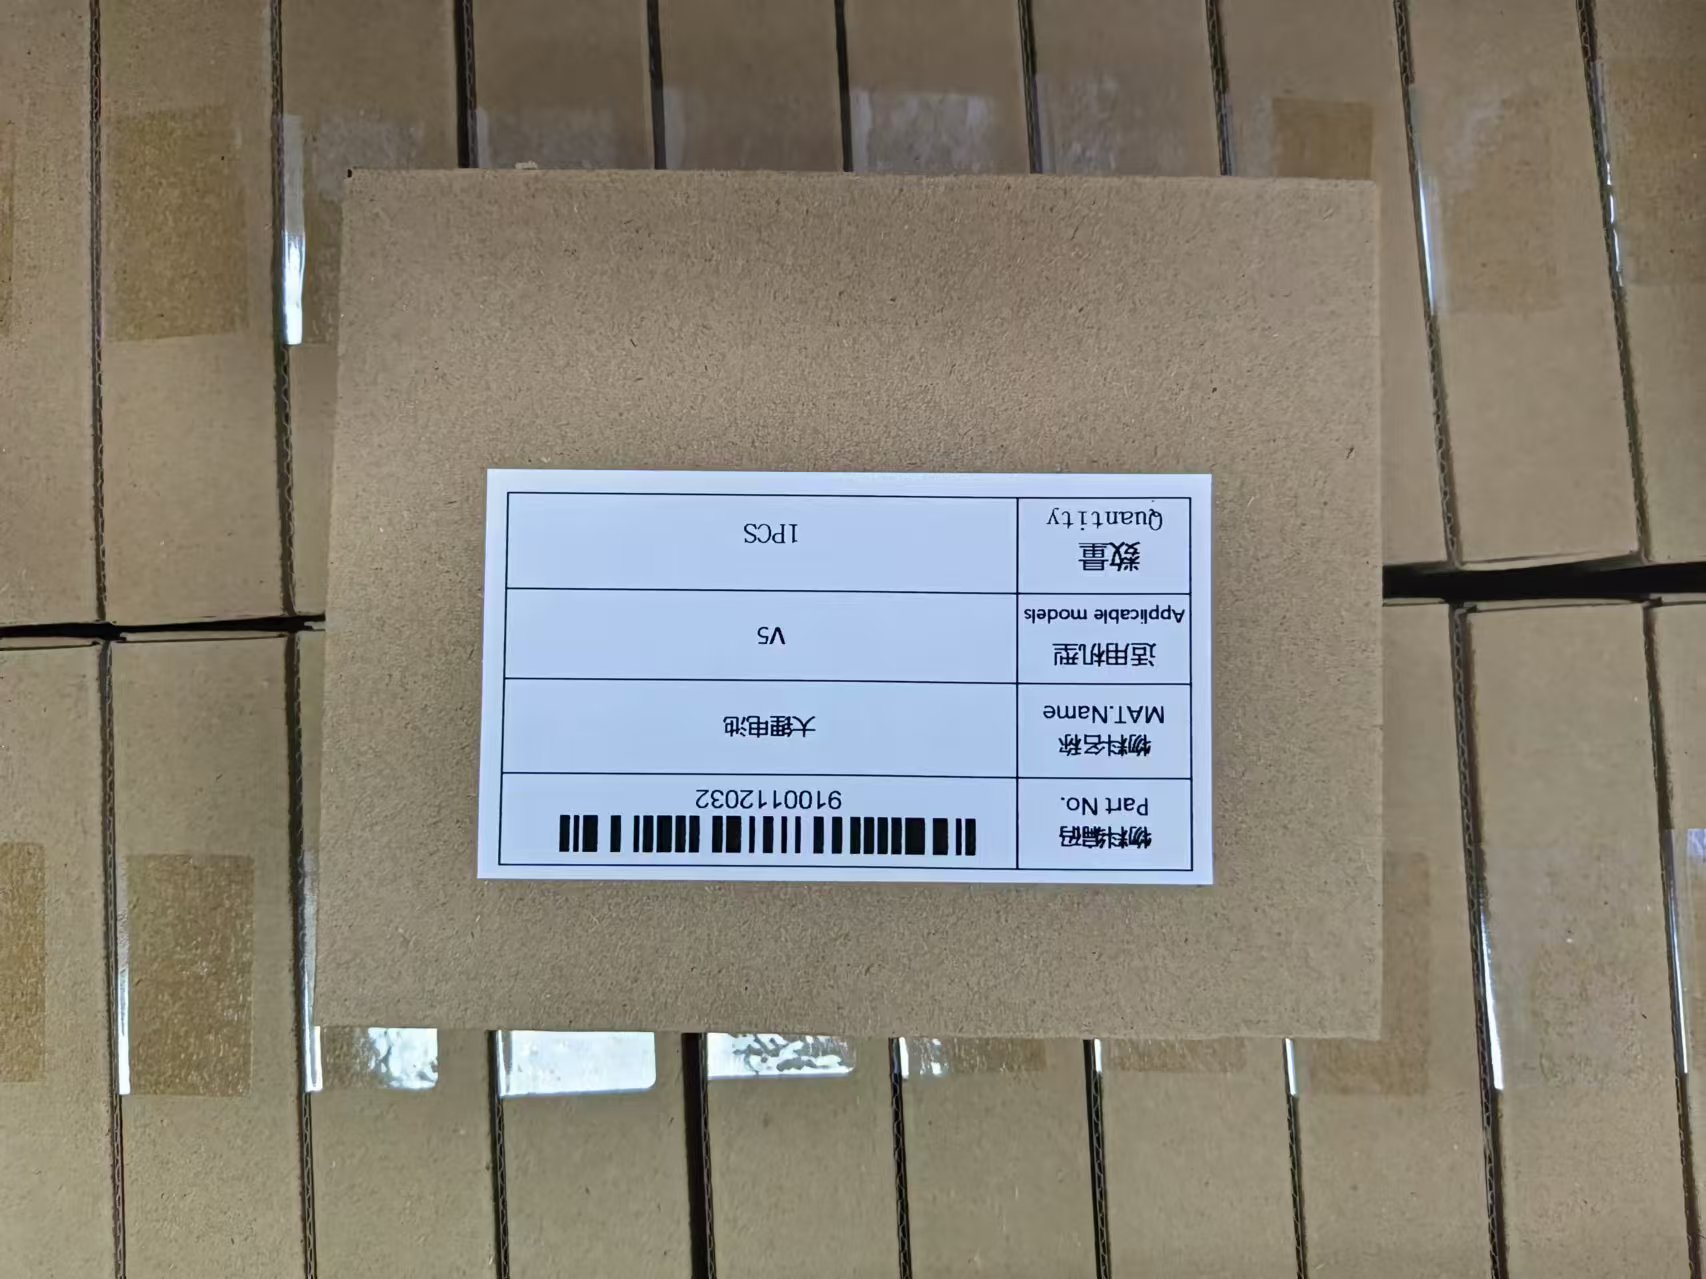 物料编码
Part No.
9100112032
物料名称
MAT.Name
大锂电池
适用机型
Applicable models
V5
数量
Quantity
1PCS